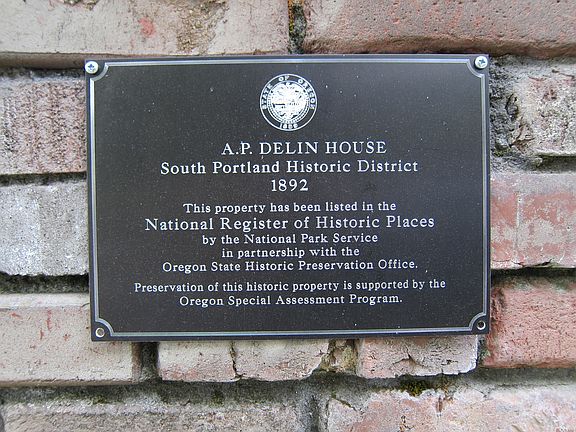 STATE OF OREGON
1859
A.P. DELIN HOUSE
South Portland Historic District
1892
This property has been listed in the
National Register of Historic Places
by the National Park Service
in partnership with the
Oregon State Historic Preservation Office.
Preservation of this historic property is supported by the
Oregon Special Assessment Program.